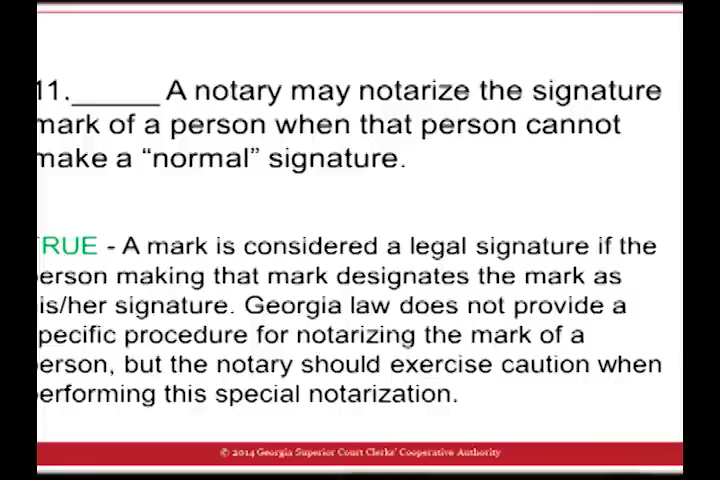 11.______ A notary may notarize the signature
mark of a person when that person cannot
make a “normal” signature.
TRUE - A mark is considered a legal signature if the
erson making that mark designates the mark as
is/her signature. Georgia law does not provide a
pecific procedure for notarizing the mark of a
erson, but the notary should exercise caution when
erforming this special notarization.
© 2014 Georgia Superior Court Clerks' Cooperative Authority